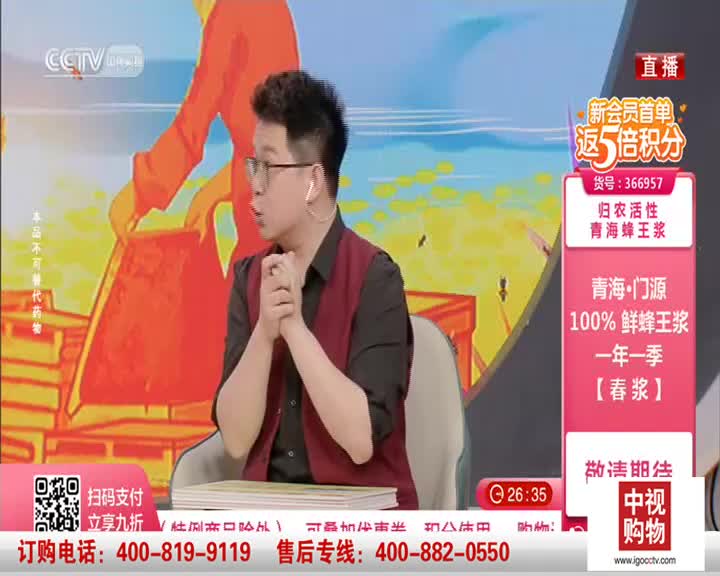 CCTV
直播
新会员首单
返5倍积分
货号：366957
归农活性
青海蜂王浆
青海·门源
100% 鲜蜂王浆
一年一季
【春浆】
敬请期待
本品不可替代药物
扫码支付
立享九折
26:35
（特例商品除外）、可叠加优惠券、积分使用。 购物
中视
购物
www.igocctv.com
订购电话：400-819-9119 售后专线：400-882-0550